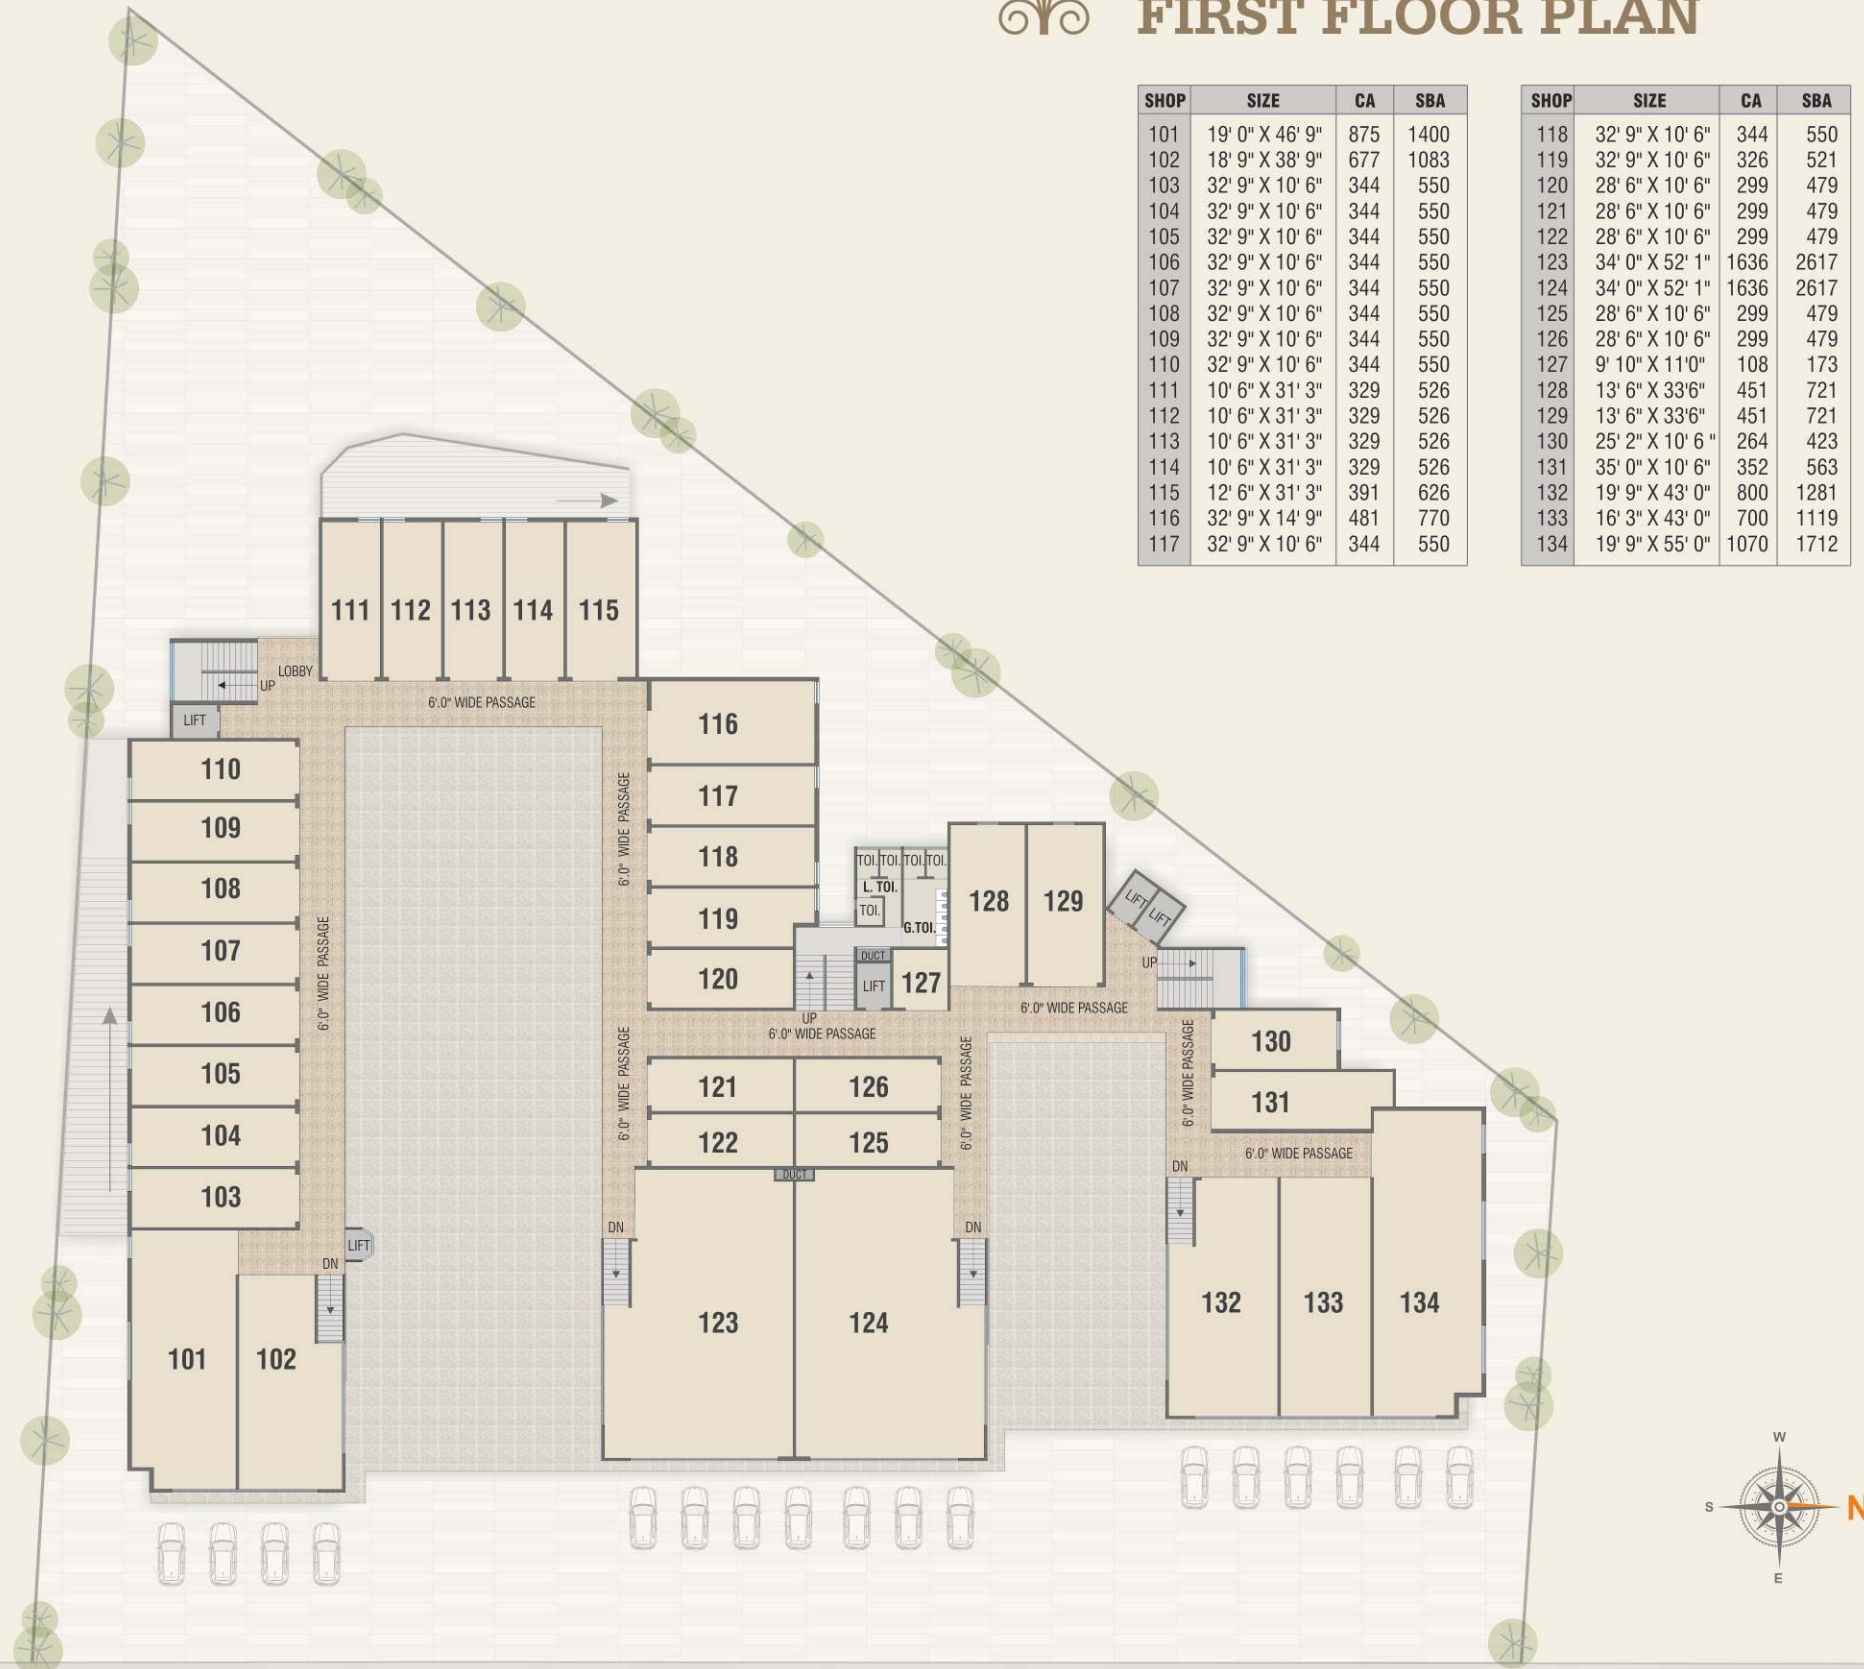 FIRST FLOOR PLAN
SHOP SIZE CA SBA
101 19' 0" X 46' 9" 875 1400
102 18' 9" X 38' 9" 677 1083
103 32' 9" X 10' 6" 344 550
104 32' 9" X 10' 6" 344 550
105 32' 9" X 10' 6" 344 550
106 32' 9" X 10' 6" 344 550
107 32' 9" X 10' 6" 344 550
108 32' 9" X 10' 6" 344 550
109 32' 9" X 10' 6" 344 550
110 32' 9" X 10' 6" 344 550
111 10' 6" X 31' 3" 329 526
112 10' 6" X 31' 3" 329 526
113 10' 6" X 31' 3" 329 526
114 10' 6" X 31' 3" 329 526
115 12' 6" X 31' 3" 391 626
116 32' 9" X 14' 9" 481 770
117 32' 9" X 10' 6" 344 550
SHOP SIZE CA SBA
118 32' 9" X 10' 6" 344 550
119 32' 9" X 10' 6" 326 521
120 28' 6" X 10' 6" 299 479
121 28' 6" X 10' 6" 299 479
122 28' 6" X 10' 6" 299 479
123 34' 0" X 52' 1" 1636 2617
124 34' 0" X 52' 1" 1636 2617
125 28' 6" X 10' 6" 299 479
126 28' 6" X 10' 6" 299 479
127 9' 10" X 11'0" 108 173
128 13' 6" X 33'6" 451 721
129 13' 6" X 33'6" 451 721
130 25' 2" X 10' 6 " 264 423
131 35' 0" X 10' 6" 352 563
132 19' 9" X 43' 0" 800 1281
133 16' 3" X 43' 0" 700 1119
134 19' 9" X 55' 0" 1070 1712
111 112 113 114 115
LOBBY
UP
LIFT
6'.0" WIDE PASSAGE
116
117
118
119
120
6'.0" WIDE PASSAGE
110
109
108
107
106
105
104
103
6'.0" WIDE PASSAGE
LIFT
DN
101 102
TOI. TOI. TOI. TOI.
L. TOI.
TOI.
G.TOI.
DUCT
LIFT
127
UP
6'.0" WIDE PASSAGE
128 129
LIFT
LIFT
UP
6'.0" WIDE PASSAGE
6'.0" WIDE PASSAGE
121 126
122 125
DUCT
6'.0" WIDE PASSAGE
DN
DN
123 124
6'.0" WIDE PASSAGE
130
131
6'.0" WIDE PASSAGE
DN
132 133 134
W
S N
E